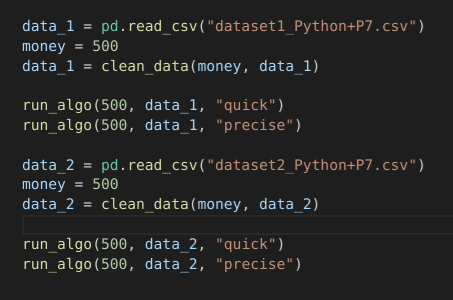 data_1 = pd.read_csv("dataset1_Python+P7.csv")
money = 500
data_1 = clean_data(money, data_1)
run_algo(500, data_1, "quick")
run_algo(500, data_1, "precise")
data_2 = pd.read_csv("dataset2_Python+P7.csv")
money = 500
data_2 = clean_data(money, data_2)
run_algo(500, data_2, "quick")
run_algo(500, data_2, "precise")